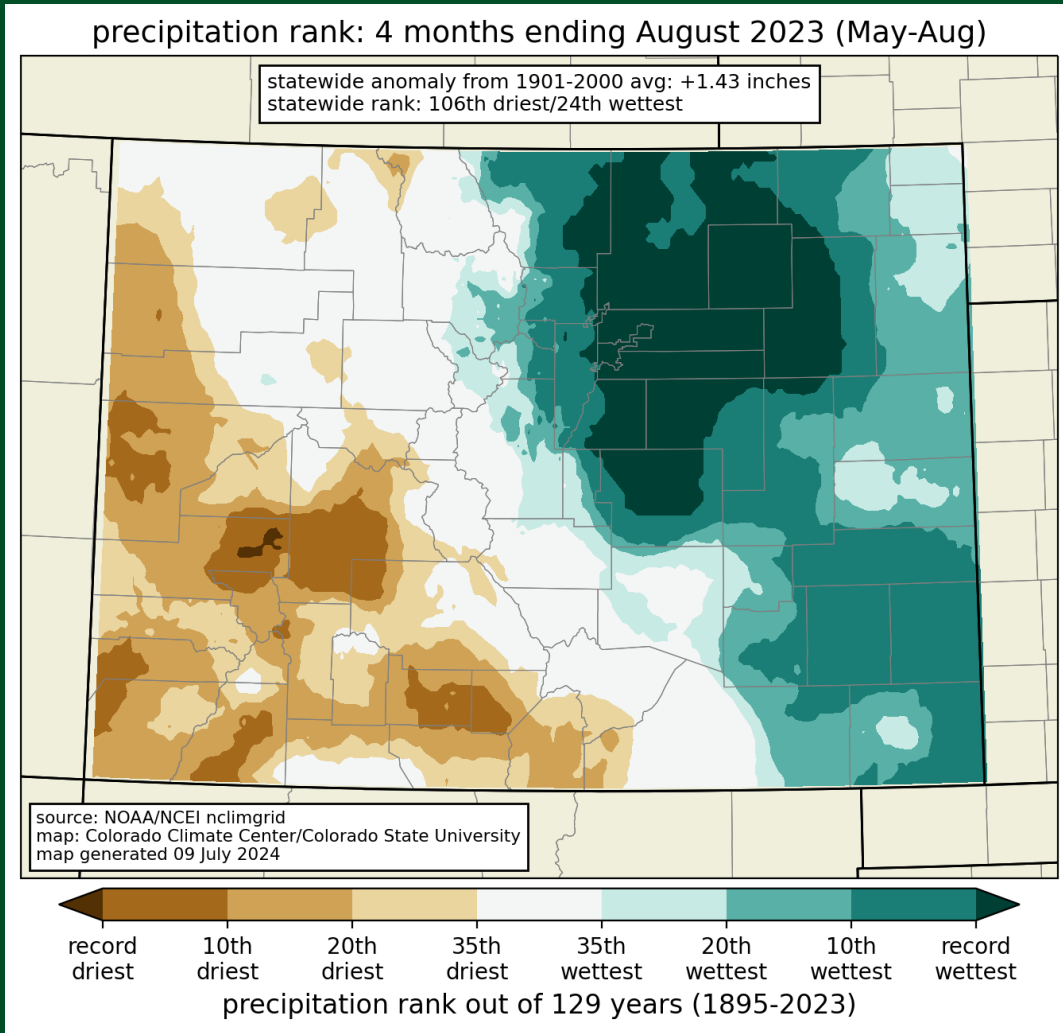 precipitation rank: 4 months ending August 2023 (May-Aug)
statewide anomaly from 1901-2000 avg: +1.43 inches
statewide rank: 106th driest/24th wettest
source: NOAA/NCEI nclimgrid
map: Colorado Climate Center/Colorado State University
map generated 09 July 2024
record driest
10th driest
20th driest
35th driest
35th wettest
20th wettest
10th wettest
record wettest
precipitation rank out of 129 years (1895-2023)